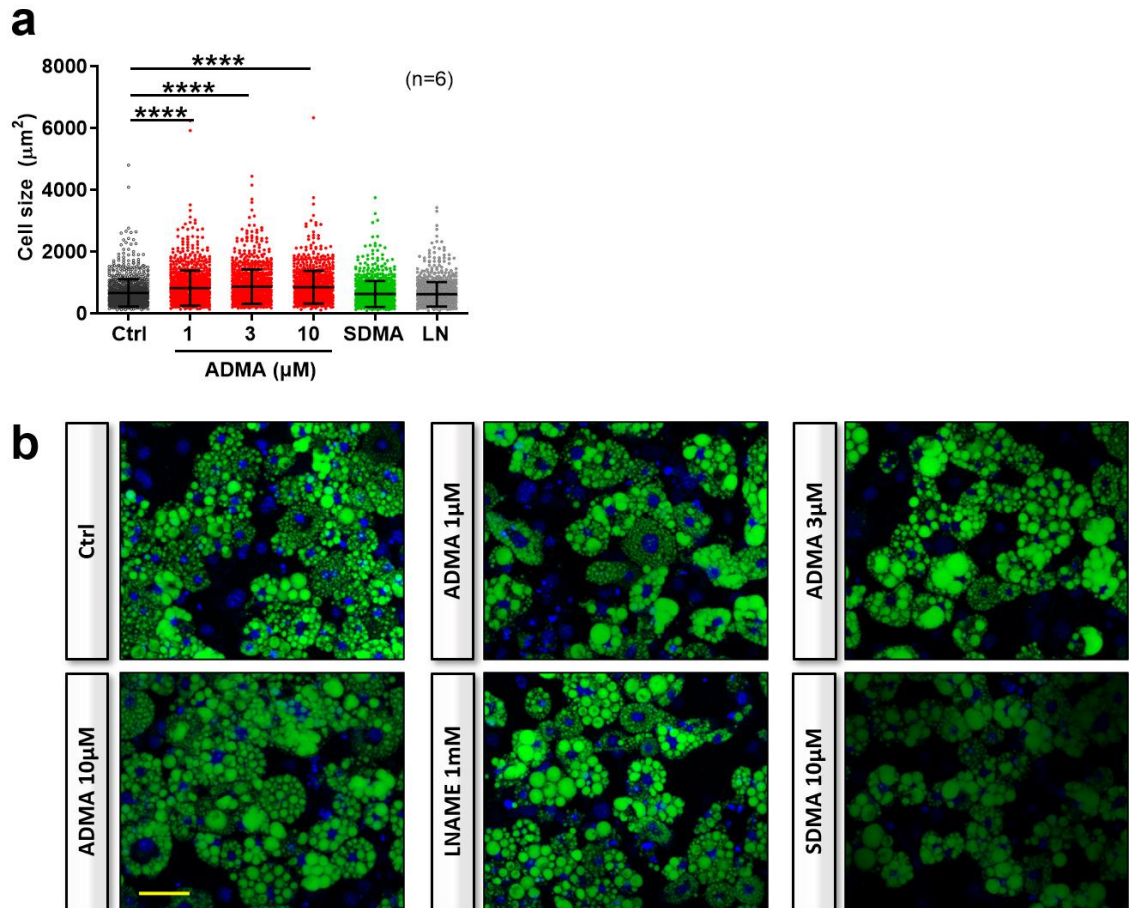 a
8000
6000
4000
2000
0
Cell size (μm²)
****
****
****
(n=6)
Ctrl
1
3
10
SDMA
LN
ADMA (μM)
b
Ctrl
ADMA 1μM
ADMA 3μM
ADMA 10μM
LNAME 1mM
SDMA 10μM